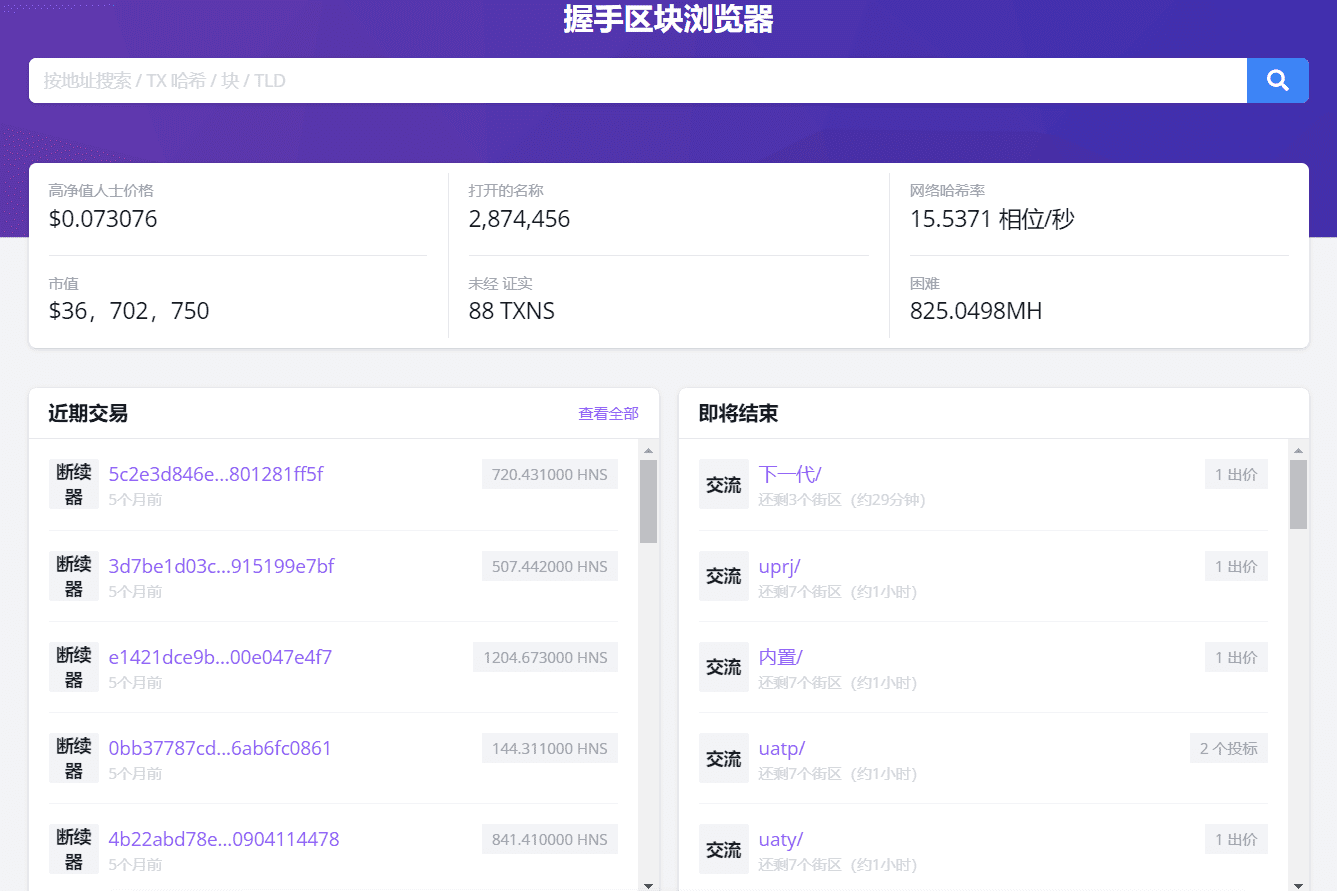 握手区块浏览器
按地址搜索 / TX 哈希 / 块 / TLD
高净值人士价格
$0.073076
打开的名称
2,874,456
网络哈希率
15.5371 相位/秒
市值
$36，702，750
未经 证实
88 TXNS
困难
825.0498MH
近期交易
查看全部
断续
器
5c2e3d846e...801281ff5f
5个月前
720.431000 HNS
断续
器
3d7be1d03c...915199e7bf
5个月前
507.442000 HNS
断续
器
e1421dce9b...00e047e4f7
5个月前
1204.673000 HNS
断续
器
0bb37787cd...6ab6fc0861
5个月前
144.311000 HNS
断续
器
4b22abd78e...0904114478
5个月前
841.410000 HNS
即将结束
交流
下一代/
还剩3个街区（约29分钟）
1 出价
交流
uprj/
还剩7个街区（约1小时）
1 出价
交流
内置/
还剩7个街区（约1小时）
1 出价
交流
uatp/
还剩7个街区（约1小时）
2 个投标
交流
uaty/
还剩7个街区（约1小时）
1 出价